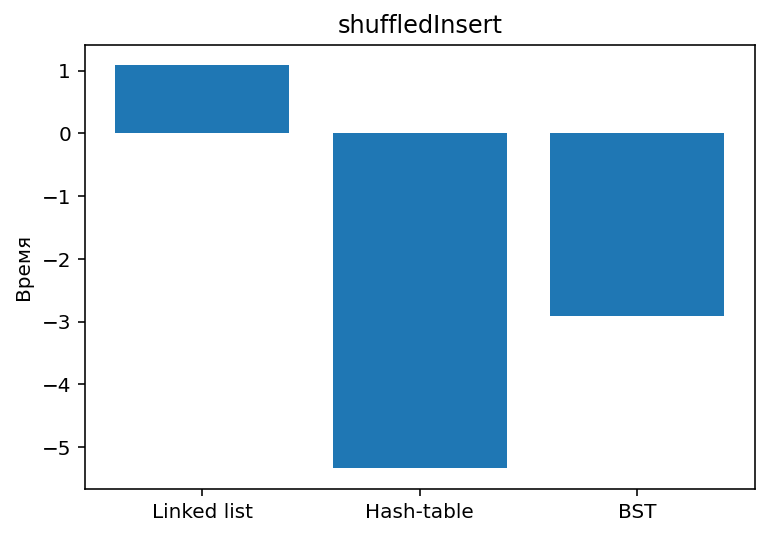 shuffledInsert
Время
1
0
−1
−2
−3
−4
−5
Linked list
Hash-table
BST